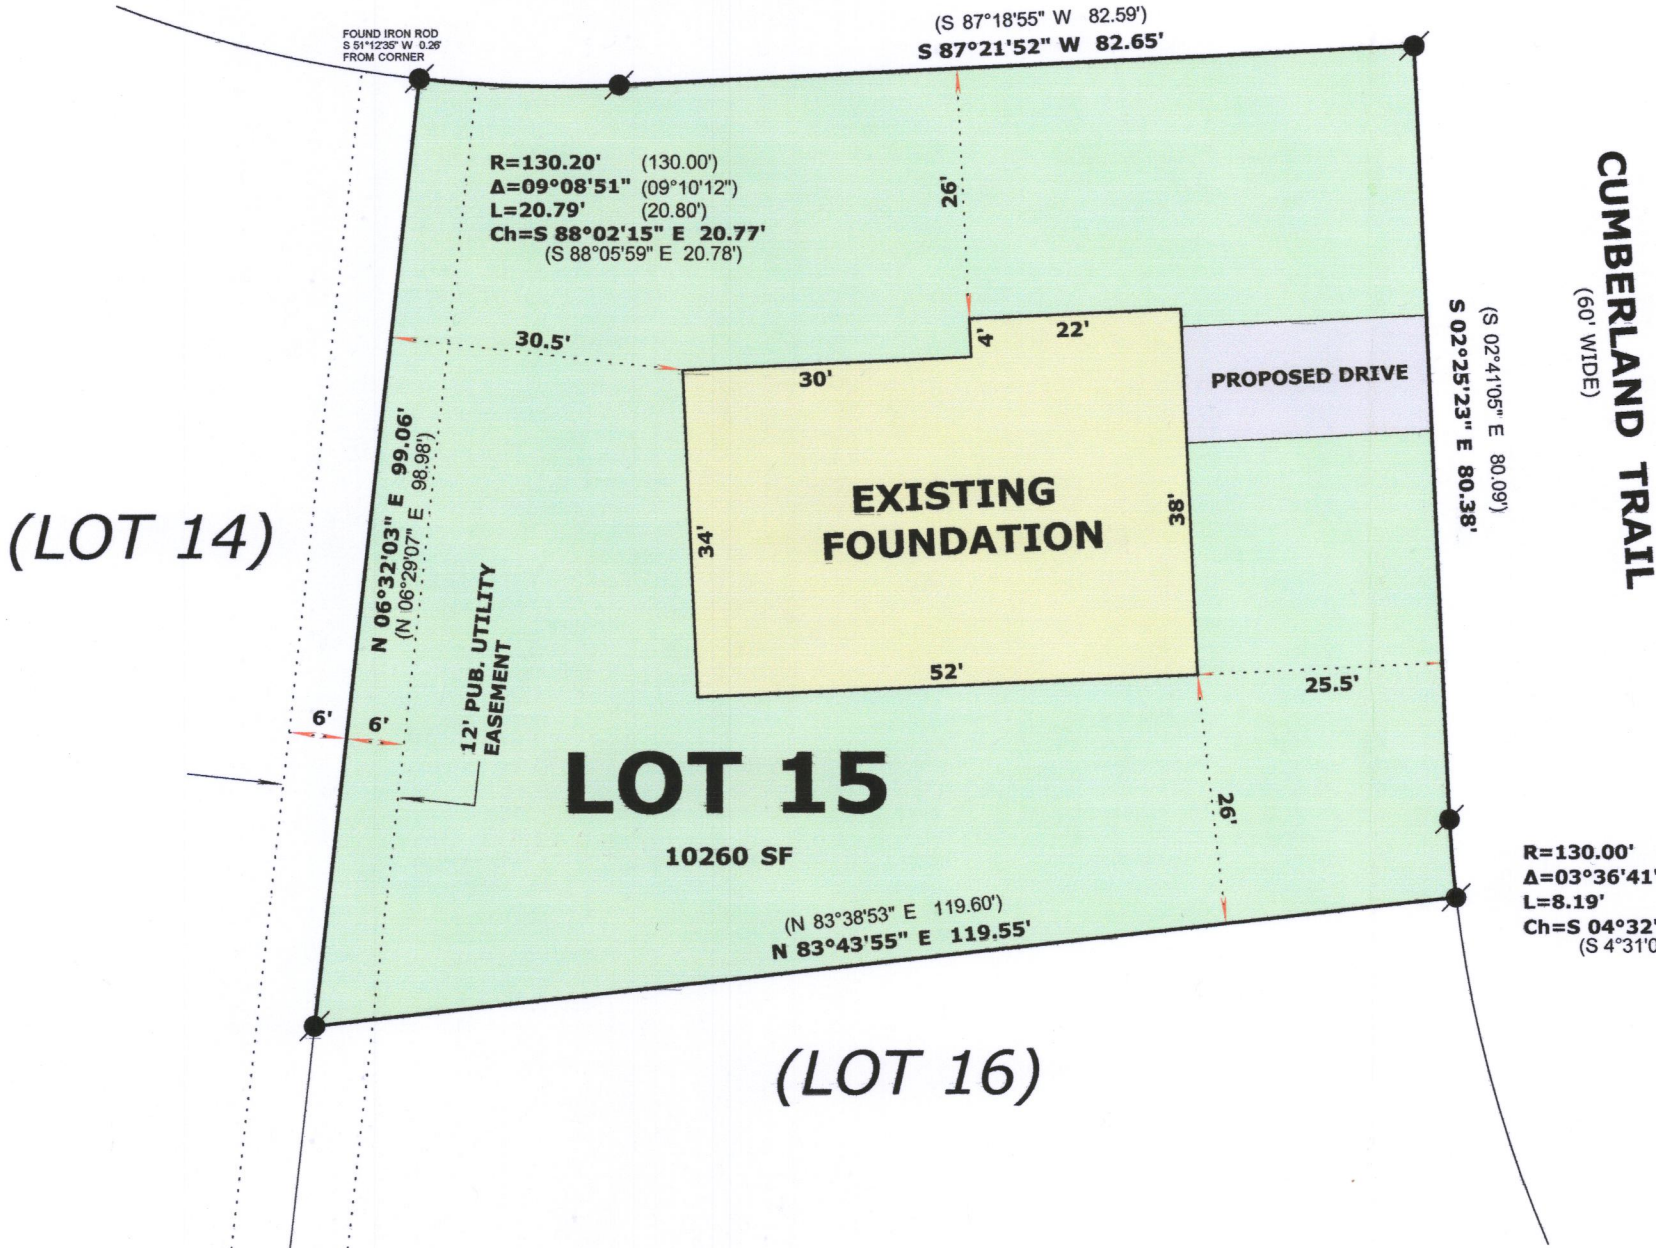 (S 87°18'55" W 82.59')
S 87°21'52" W 82.65'
FOUND IRON ROD
S 51°12'35" W 0.26'
FROM CORNER
R=130.20' (130.00')
Δ=09°08'51" (09°10'12")
L=20.79' (20.80')
Ch=S 88°02'15" E 20.77'
(S 88°05'59" E 20.78')
26'
CUMBERLAND TRAIL
(60' WIDE)
(S 02°41'05" E 80.09')
S 02°25'23" E 80.38'
30.5'
4'
22'
30'
PROPOSED DRIVE
N 06°32'03" E 99.06'
(N 06°29'07" E 98.98')
(LOT 14)
EXISTING
FOUNDATION
34'
38'
52'
25.5'
12' PUB. UTILITY
EASEMENT
6'
6'
LOT 15
10260 SF
26'
R=130.00'
Δ=03°36'41"
L=8.19'
Ch=S 04°32'
(S 4°31'0
(N 83°38'53" E 119.60')
N 83°43'55" E 119.55'
(LOT 16)